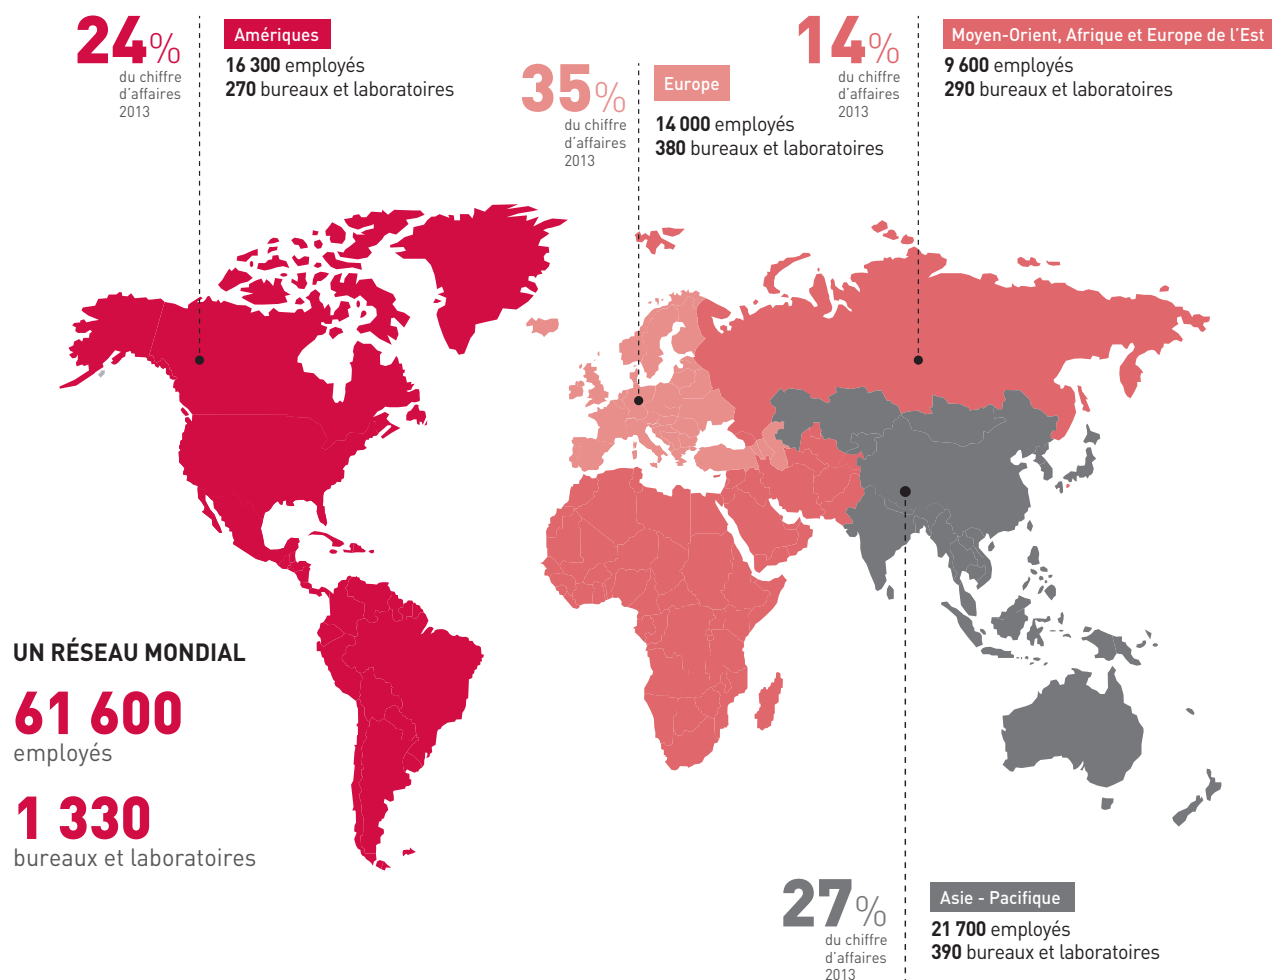 24%
du chiffre
d'affaires
2013
Amériques
16 300 employés
270 bureaux et laboratoires
35%
du chiffre
d'affaires
2013
Europe
14 000 employés
380 bureaux et laboratoires
14%
du chiffre
d'affaires
2013
Moyen-Orient, Afrique et Europe de l'Est
9 600 employés
290 bureaux et laboratoires
UN RÉSEAU MONDIAL
61 600
employés
1 330
bureaux et laboratoires
27%
du chiffre
d'affaires
2013
Asie - Pacifique
21 700 employés
390 bureaux et laboratoires